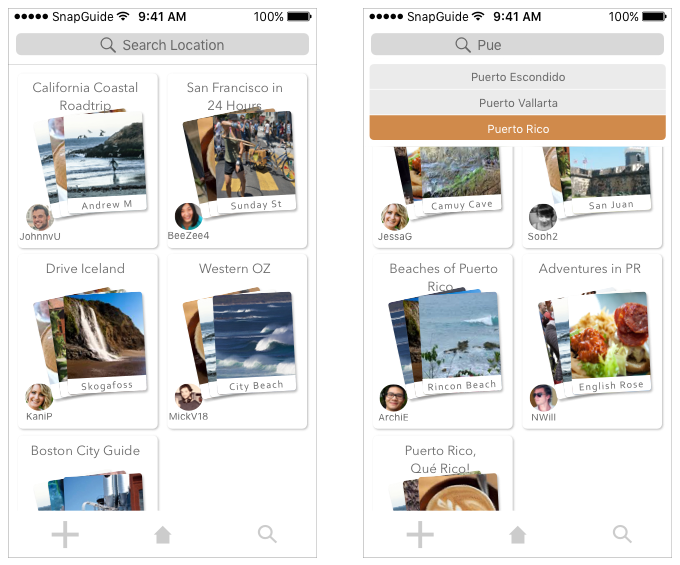 SnapGuide
9:41 AM
100%
Search Location
California Coastal
Roadtrip
Andrew M
JohnnyU
San Francisco in
24 Hours
Sunday St
BeeZee4
Drive Iceland
Skogafoss
KaniP
Western OZ
City Beach
MickV18
Boston City Guide
SnapGuide
9:41 AM
100%
Pue
Puerto Escondido
Puerto Vallarta
Puerto Rico
Camuy Cave
JessaG
San Juan
Soph2
Beaches of Puerto
Rico
Rincon Beach
ArchiE
Adventures in PR
English Rose
NWill
Puerto Rico,
Qué Rico!